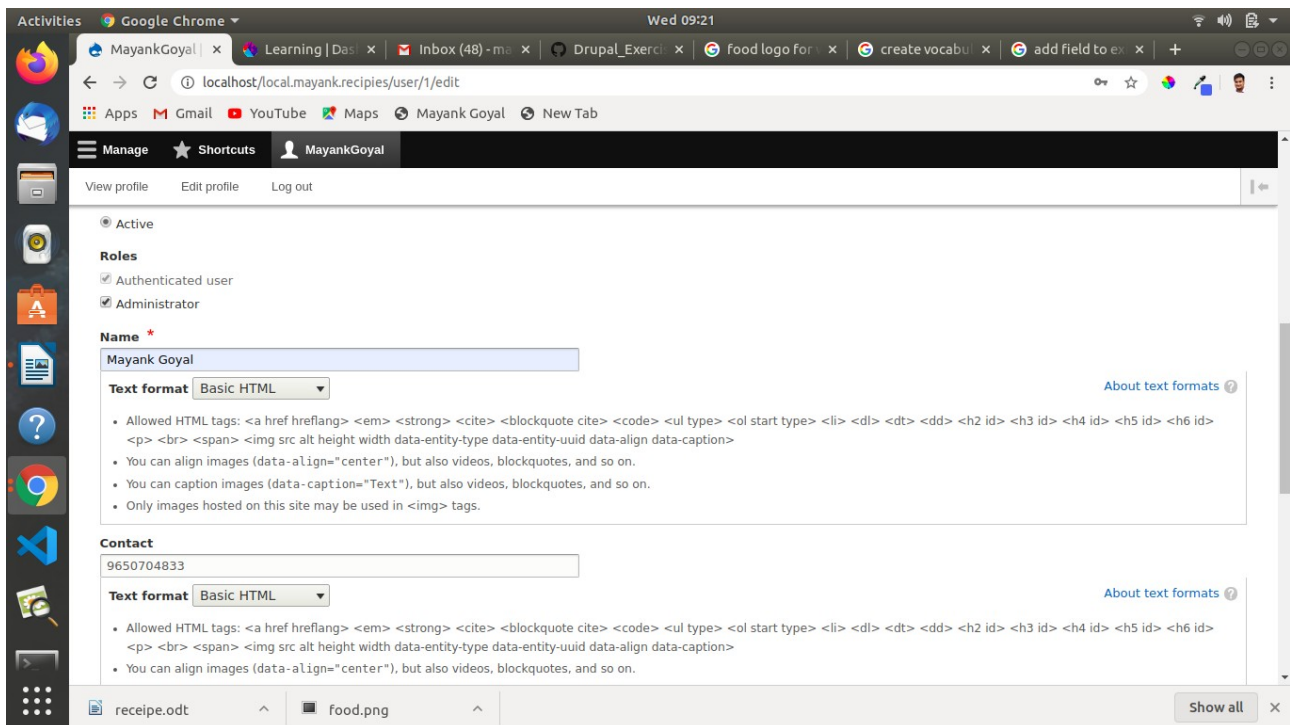 Activities Google Chrome Wed 09:21
MayankGoyal | Learning | Das Inbox (48) - ma Drupal_Exerci food logo for create vocabul add field to ex
localhost/local.mayank.recipies/user/1/edit
Apps Gmail YouTube Maps Mayank Goyal New Tab
Manage Shortcuts MayankGoyal
View profile Edit profile Log out
Active
Roles
Authenticated user
Administrator
Name *
Mayank Goyal
Text format Basic HTML About text formats ?
• Allowed HTML tags: <a href hreflang> <em> <strong> <cite> <blockquote cite> <code> <ul type> <ol start type> <li> <dl> <dt> <dd> <h2 id> <h3 id> <h4 id> <h5 id> <h6 id>
<p> <br> <span> <img src alt height width data-entity-type data-entity-uuid data-align data-caption>
• You can align images (data-align="center"), but also videos, blockquotes, and so on.
• You can caption images (data-caption="Text"), but also videos, blockquotes, and so on.
• Only images hosted on this site may be used in <img> tags.
Contact
9650704833
Text format Basic HTML About text formats ?
• Allowed HTML tags: <a href hreflang> <em> <strong> <cite> <blockquote cite> <code> <ul type> <ol start type> <li> <dl> <dt> <dd> <h2 id> <h3 id> <h4 id> <h5 id> <h6 id>
<p> <br> <span> <img src alt height width data-entity-type data-entity-uuid data-align data-caption>
• You can align images (data-align="center"), but also videos, blockquotes, and so on.
receipe.odt food.png Show all